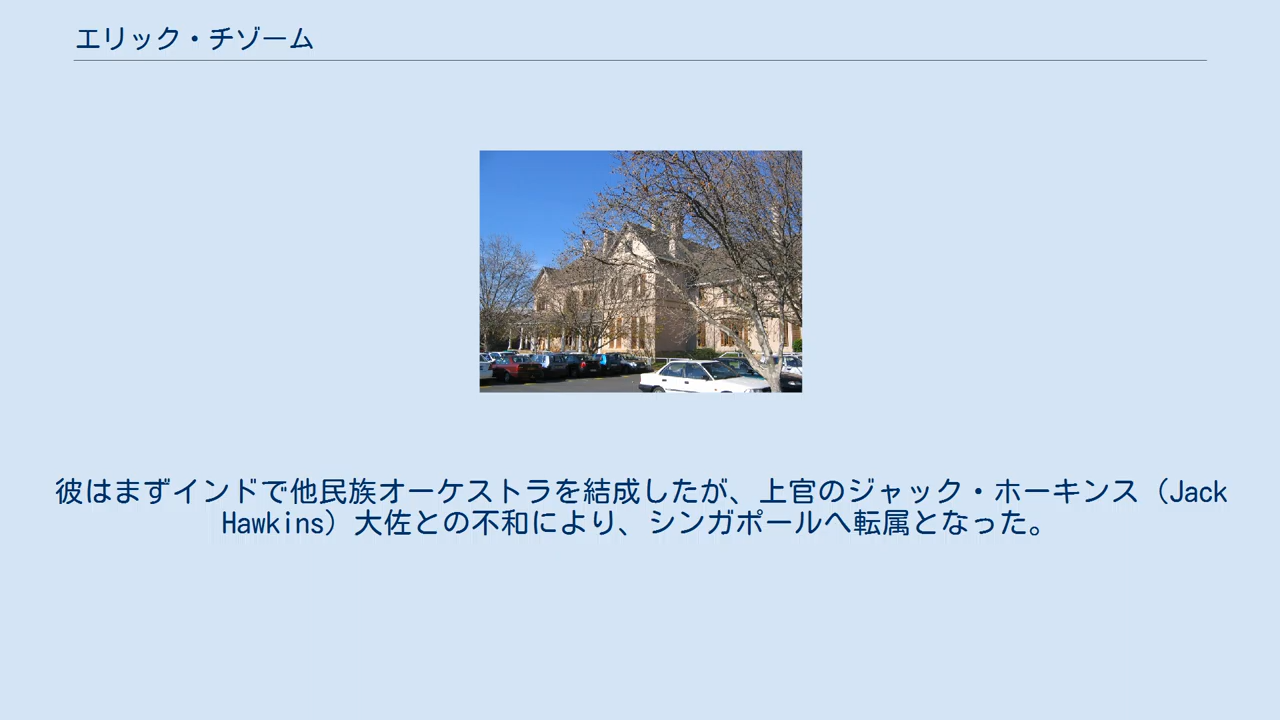 エリック・チゾーム
彼はまずインドで他民族オーケストラを結成したが、上官のジャック・ホーキンス（Jack
Hawkins）大佐との不和により、シンガポールへ転属となった。